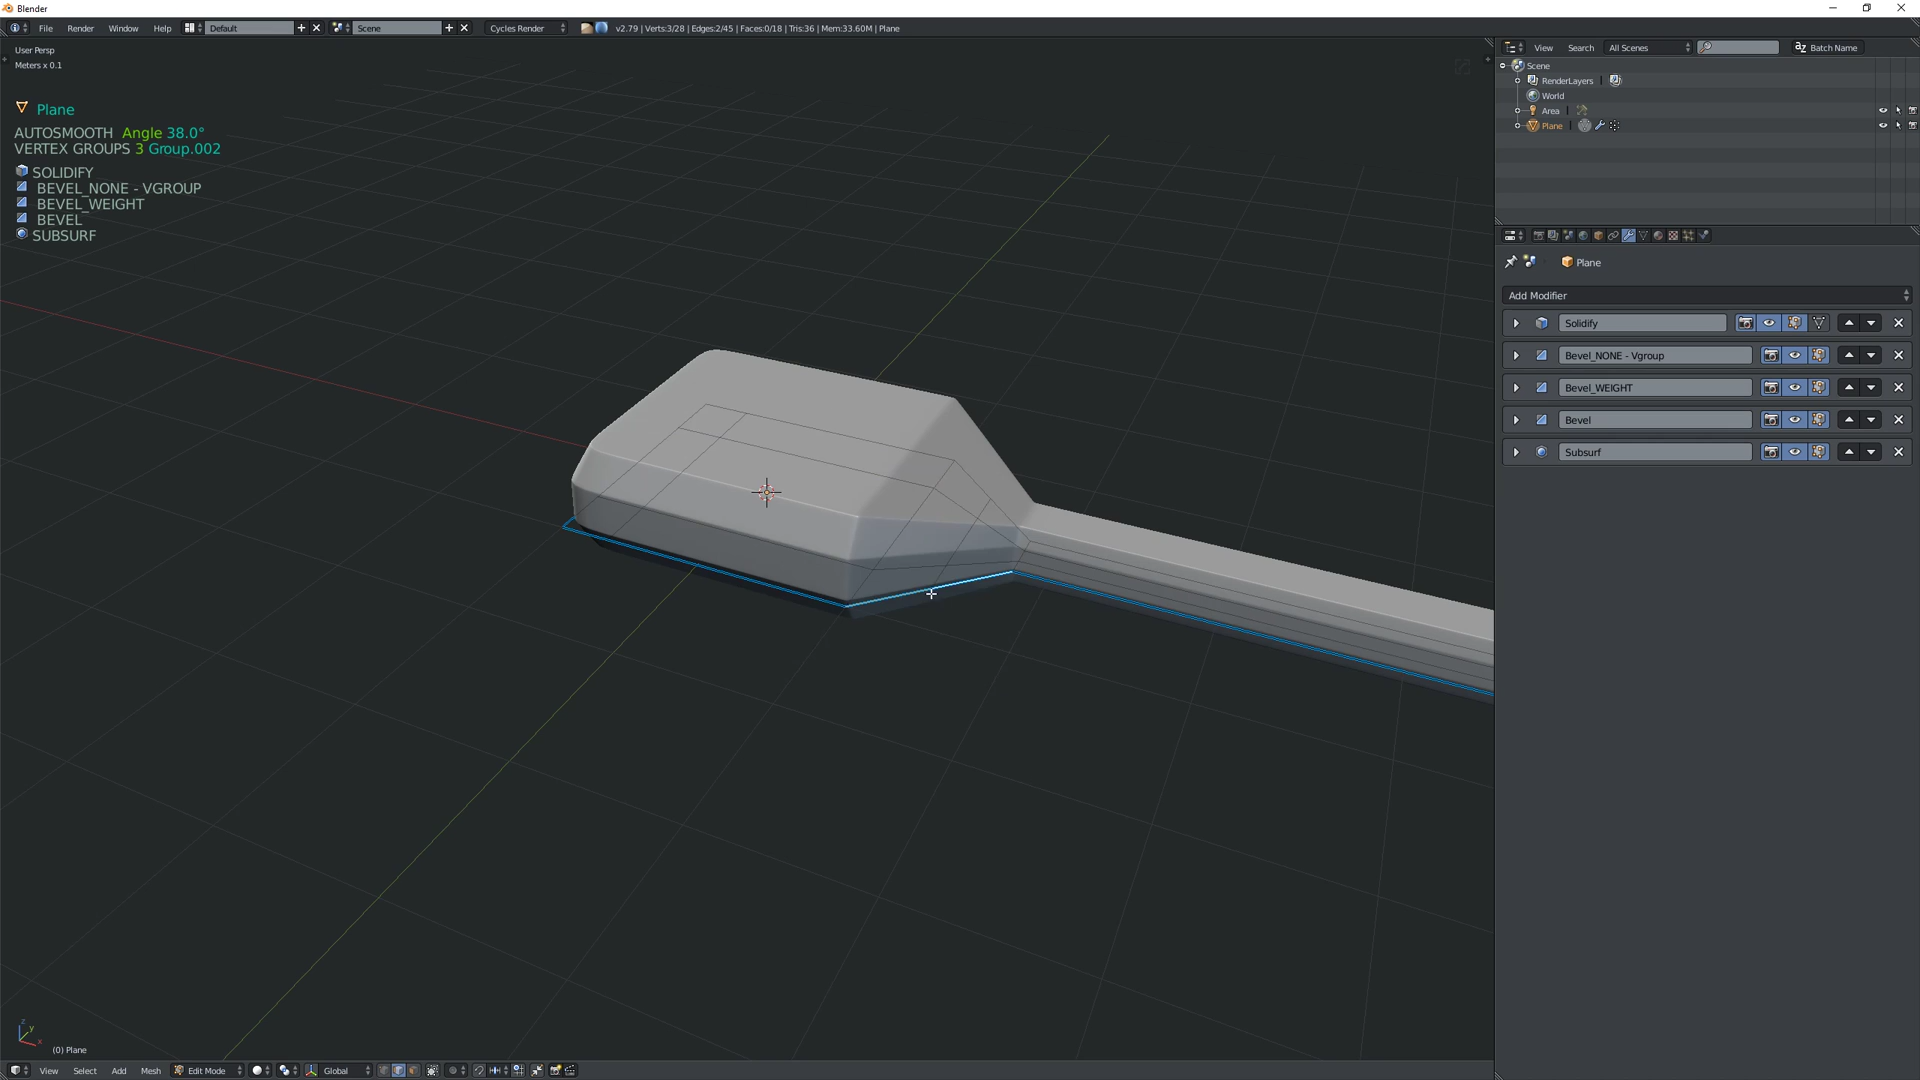 Blender
File Render Window Help Default Scene Cycles Render v2.79 | Verts:3/28 | Edges:2/45 | Faces:0/18 | Tris:36 | Mem:33.60M | Plane
User Persp
Meters x 0.1
Plane
AUTOSMOOTH Angle 38.0°
VERTEX GROUPS 3 Group.002
SOLIDIFY
BEVEL_NONE - VGROUP
BEVEL_WEIGHT
BEVEL
SUBSURF
z
y
x
(0) Plane
View Select Add Mesh Edit Mode Global
View Search All Scenes az Batch Name
Scene
RenderLayers
World
Area
Plane
Plane
Add Modifier
Solidify
Bevel_NONE - Vgroup
Bevel_WEIGHT
Bevel
Subsurf